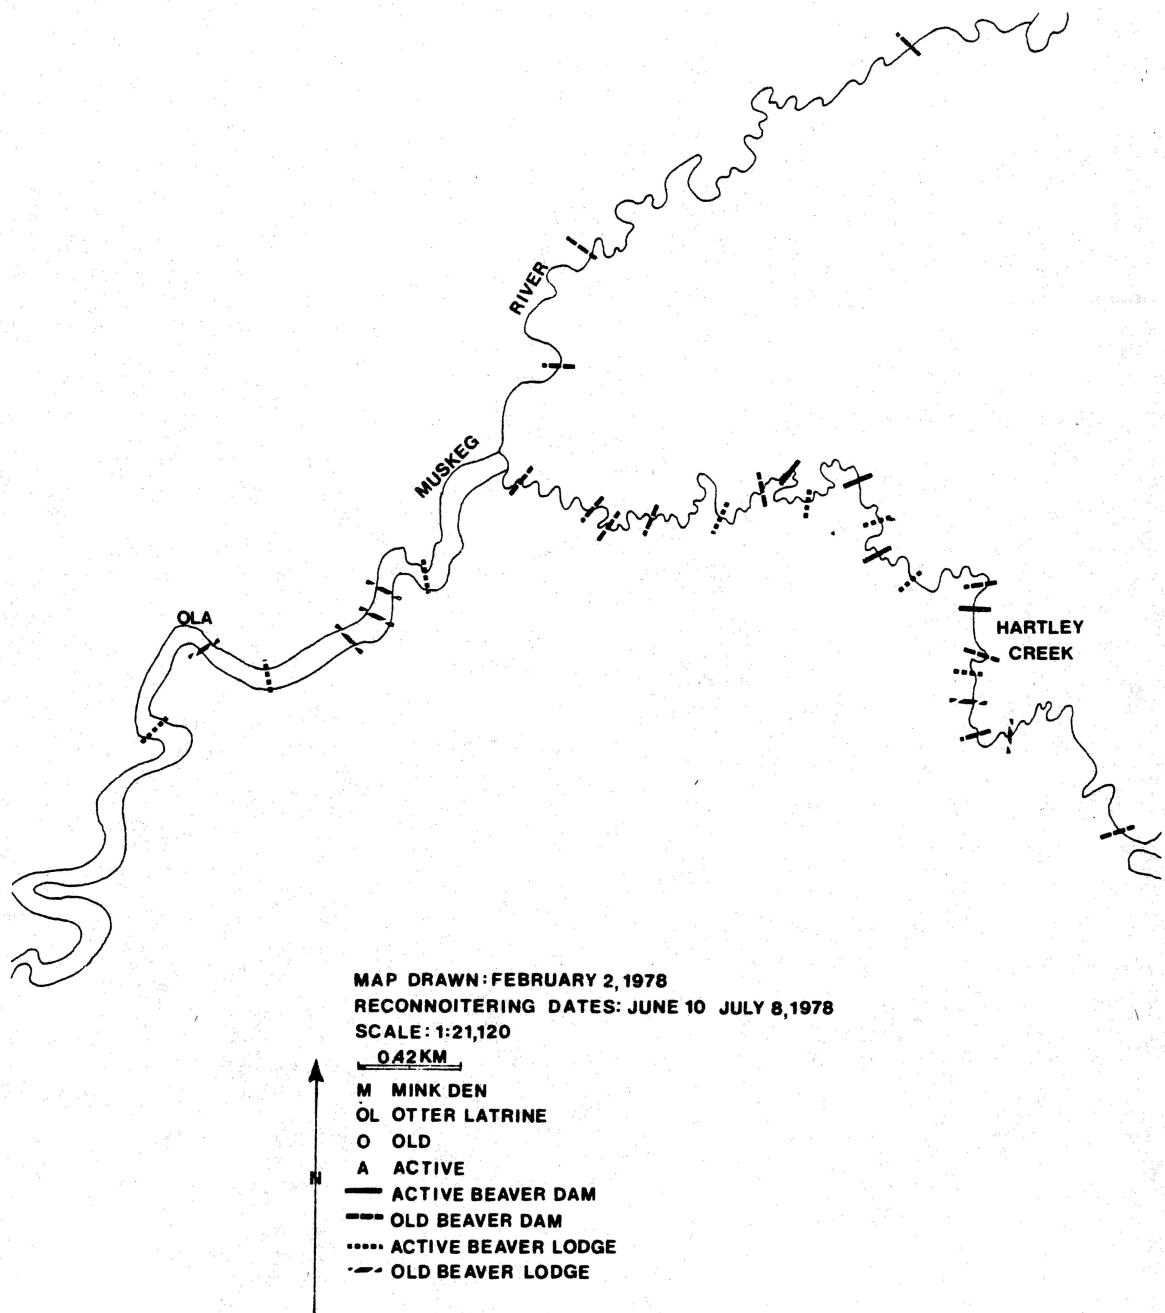 RIVER
MUSKEG
OLA
HARTLEY
CREEK
MAP DRAWN: FEBRUARY 2, 1978
RECONNOITERING DATES: JUNE 10 JULY 8, 1978
SCALE: 1:21,120
0.42 KM
M MINK DEN
OL OTTER LATRINE
O OLD
A ACTIVE
N
ACTIVE BEAVER DAM
OLD BEAVER DAM
ACTIVE BEAVER LODGE
OLD BEAVER LODGE